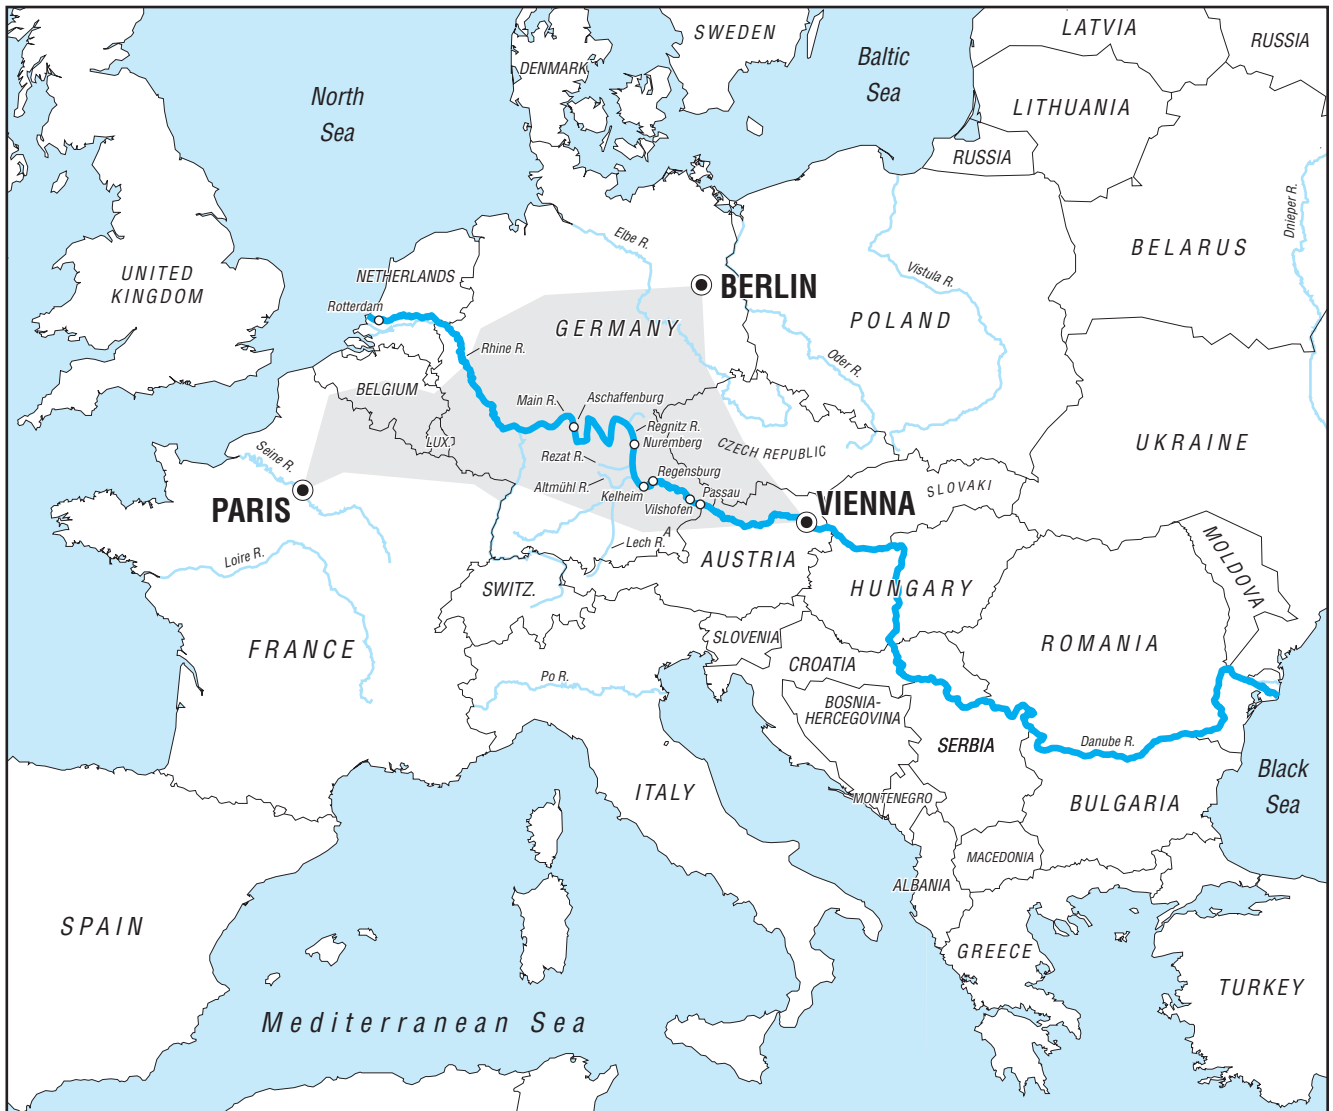 SWEDEN
LATVIA
RUSSIA
Baltic
Sea
DENMARK
North
Sea
LITHUANIA
RUSSIA
Dnieper R.
Elbe R.
BELARUS
UNITED
KINGDOM
NETHERLANDS
Vistula R.
BERLIN
Rotterdam
GERMANY
POLAND
Rhine R.
Oder R.
BELGIUM
Main R.
Aschaffenburg
Regnitz R.
LUX.
Nuremberg
CZECH REPUBLIC
UKRAINE
Seine R.
Rezat R.
Regensburg
Altmühl R.
Kelheim
Passau
SLOVAKI
PARIS
Vilshofen
VIENNA
A
Lech R.
Loire R.
AUSTRIA
MOLDOVA
SWITZ.
HUNGARY
SLOVENIA
ROMANIA
FRANCE
CROATIA
Po R.
BOSNIA-
HERCEGOVINA
SERBIA
Danube R.
Black
Sea
ITALY
MONTENEGRO
BULGARIA
MACEDONIA
ALBANIA
SPAIN
GREECE
TURKEY
Mediterranean Sea